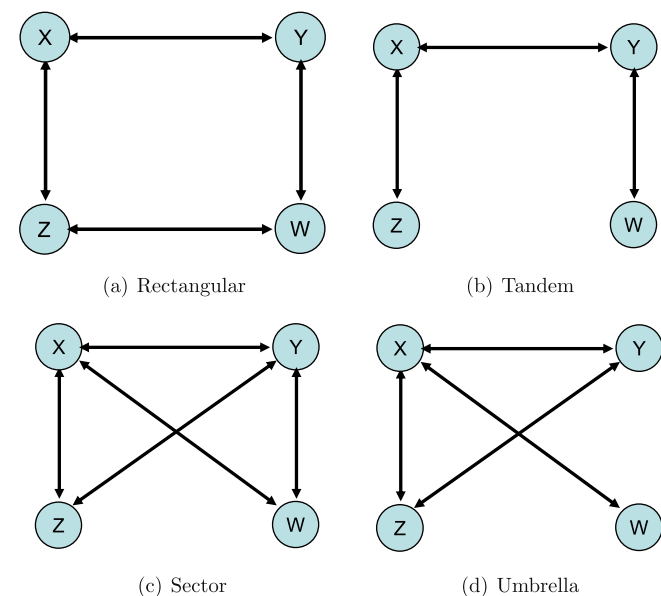 X Y X Y
Z W Z W
(a) Rectangular (b) Tandem
X Y X Y
Z W Z W
(c) Sector (d) Umbrella